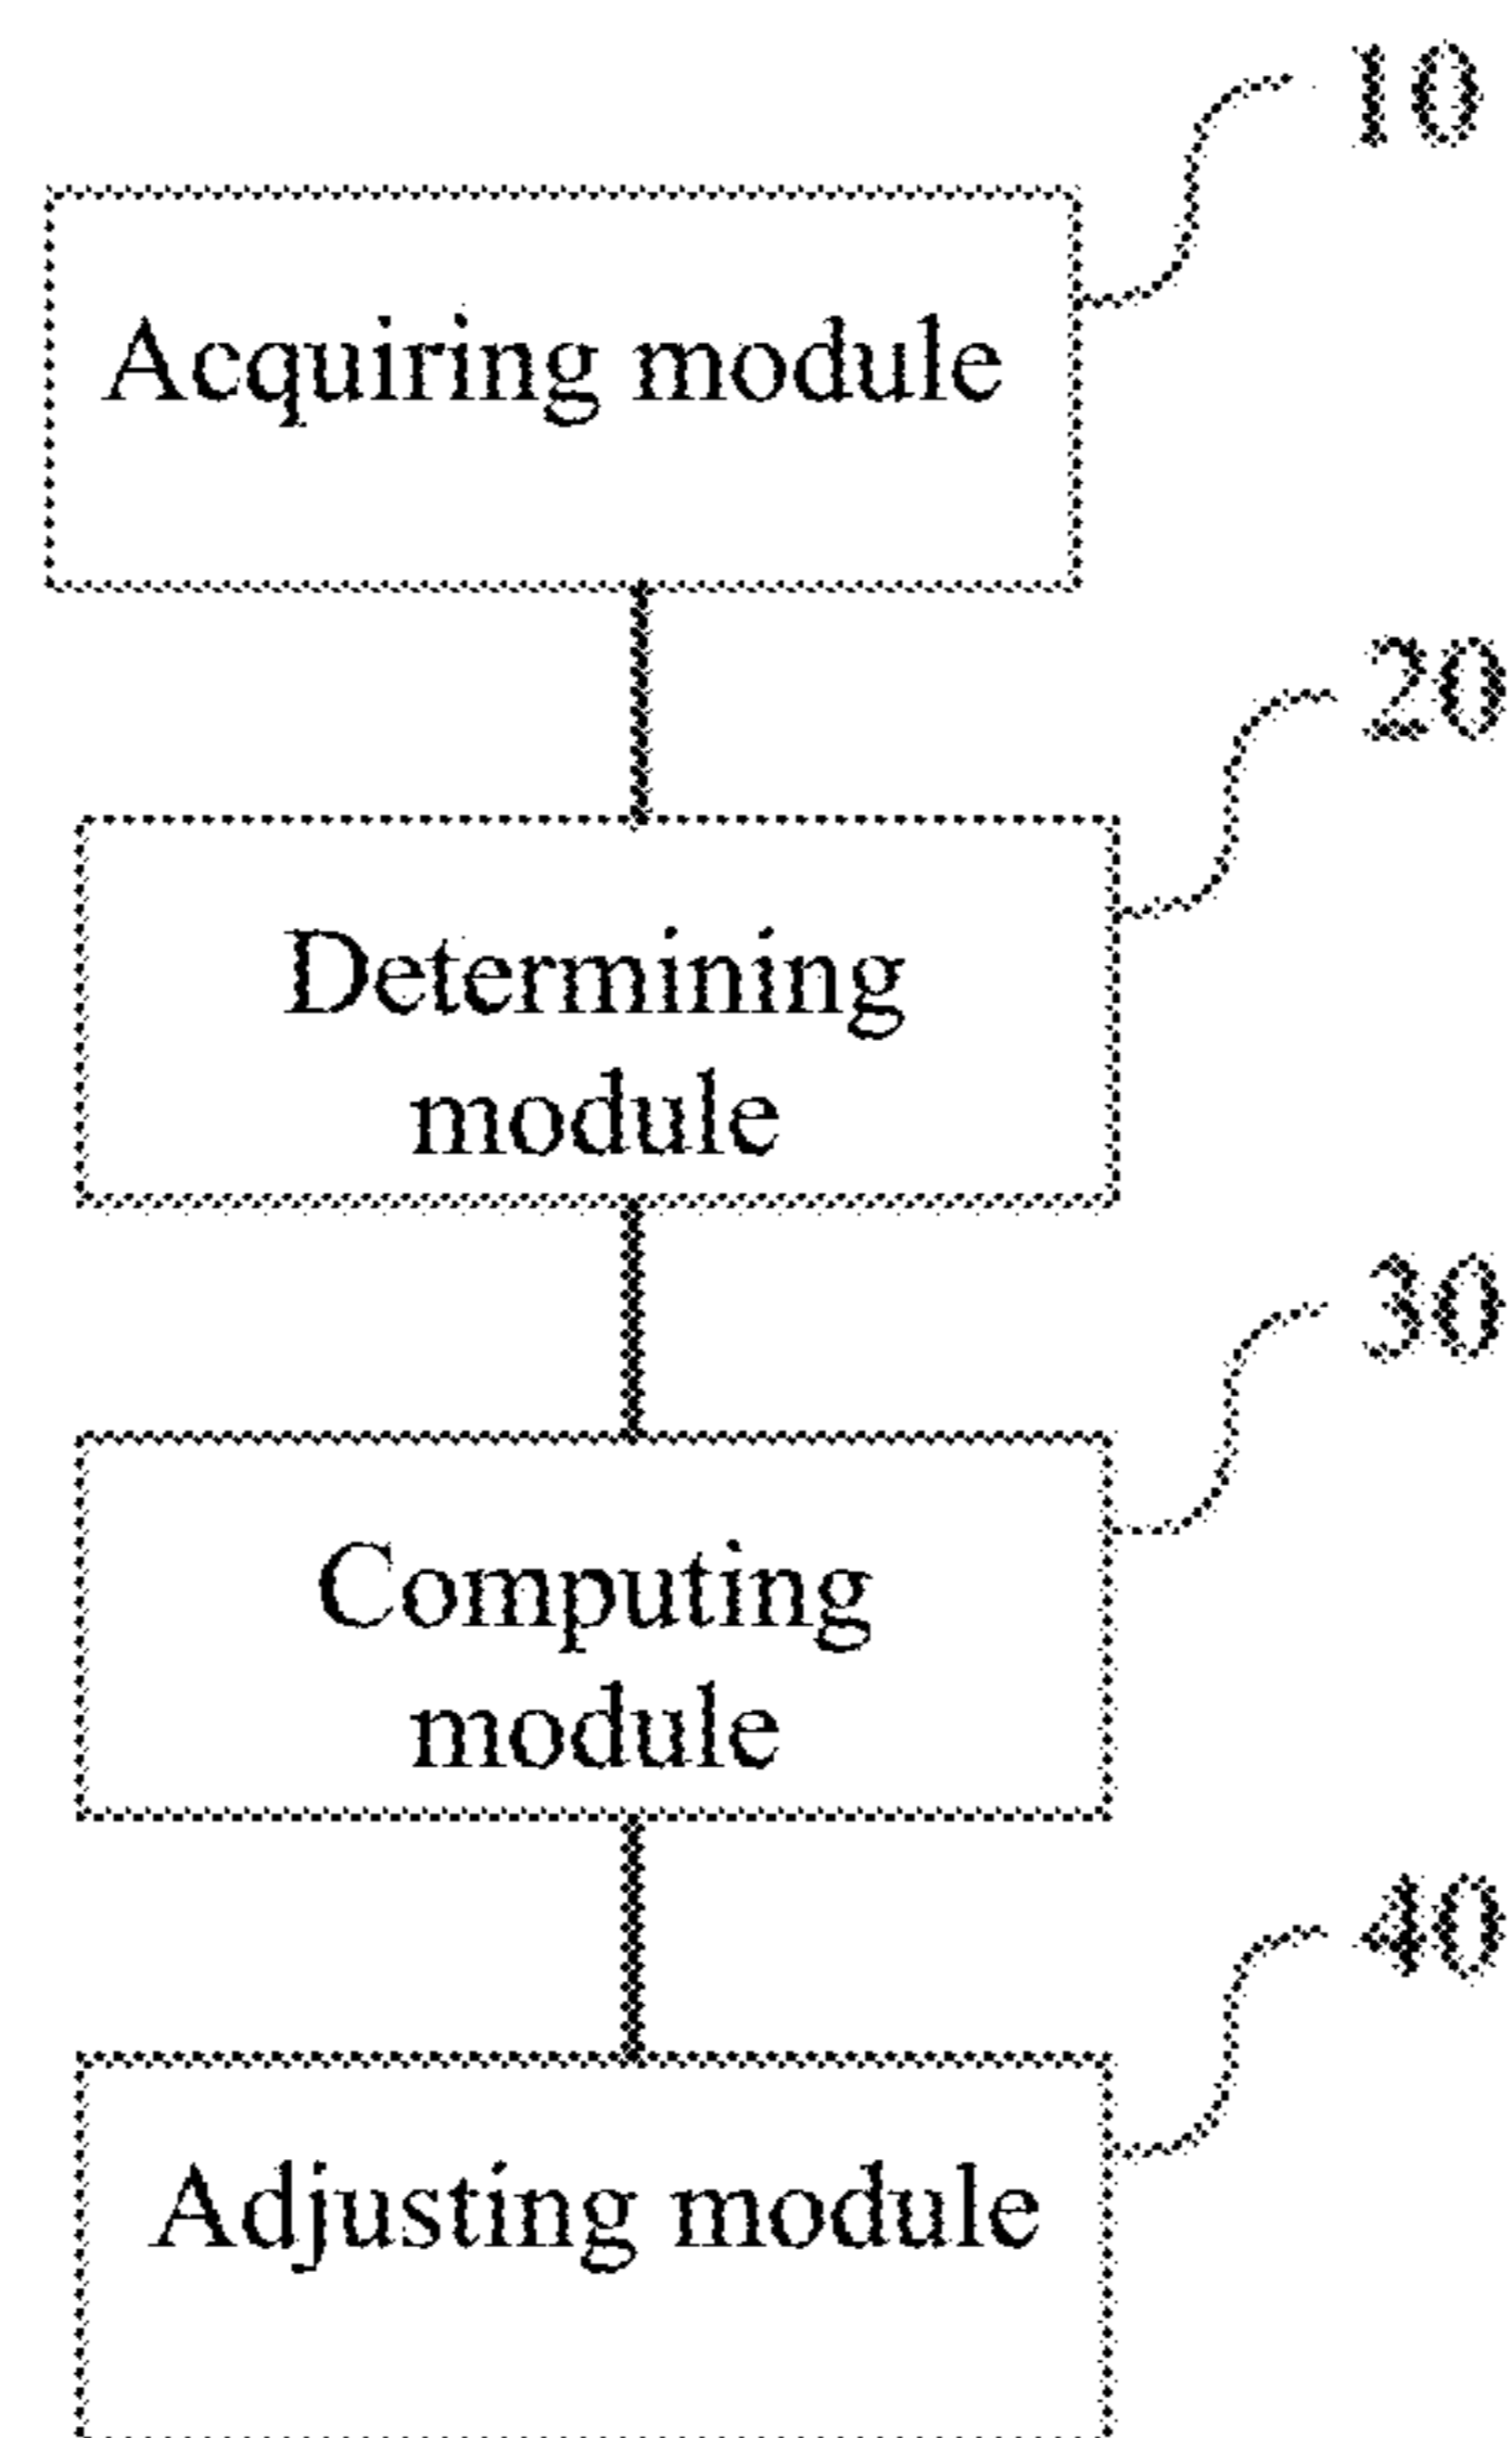 10
Acquiring module
20
Determining
module
30
Computing
module
40
Adjusting module